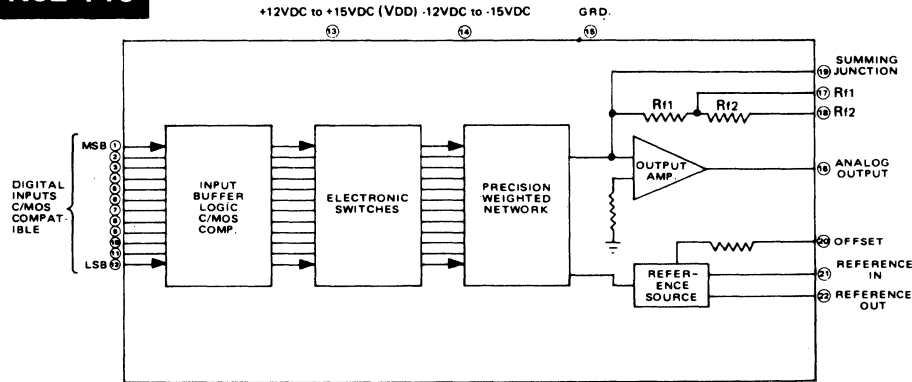 +12VDC to +15VDC (VDD) -12VDC to -15VDC GRD.
13 14 15
MSB 1
2
3
4
5
6
7
8
9
10
11
LSB 12
DIGITAL
INPUTS
C/MOS
COMPAT-
IBLE
INPUT
BUFFER
LOGIC
C/MOS
COMP.
ELECTRONIC
SWITCHES
PRECISION
WEIGHTED
NETWORK
Rf1 Rf2
OUTPUT
AMP.
REFER-
ENCE
SOURCE
19 SUMMING
JUNCTION
17 Rf1
18 Rf2
16 ANALOG
OUTPUT
20 OFFSET
21 REFERENCE
IN
22 REFERENCE
OUT